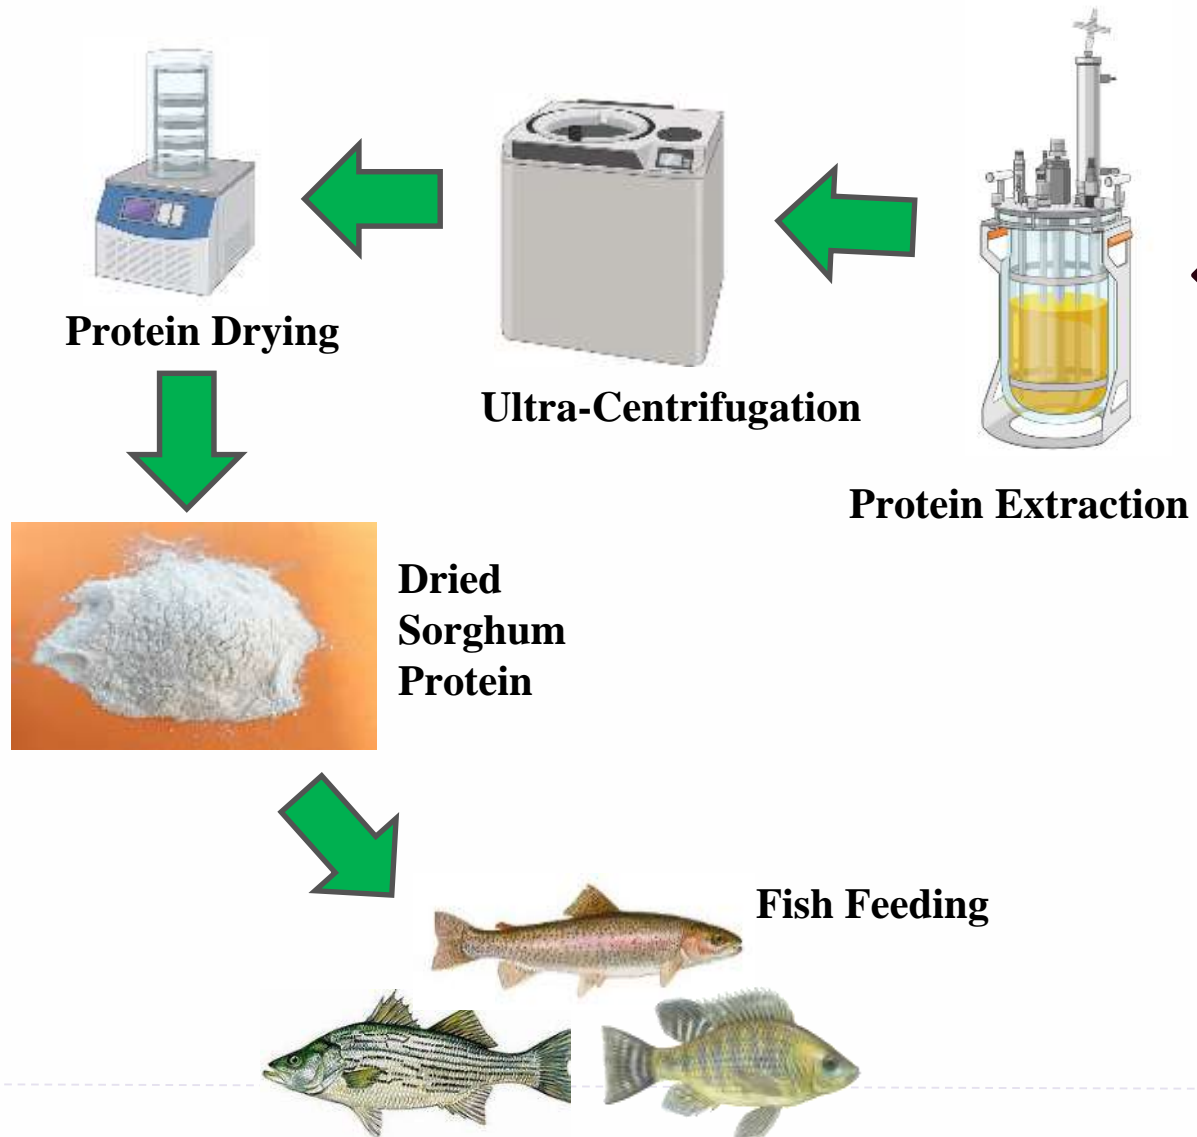 Protein Drying
Ultra-Centrifugation
Protein Extraction
Dried
Sorghum
Protein
Fish Feeding